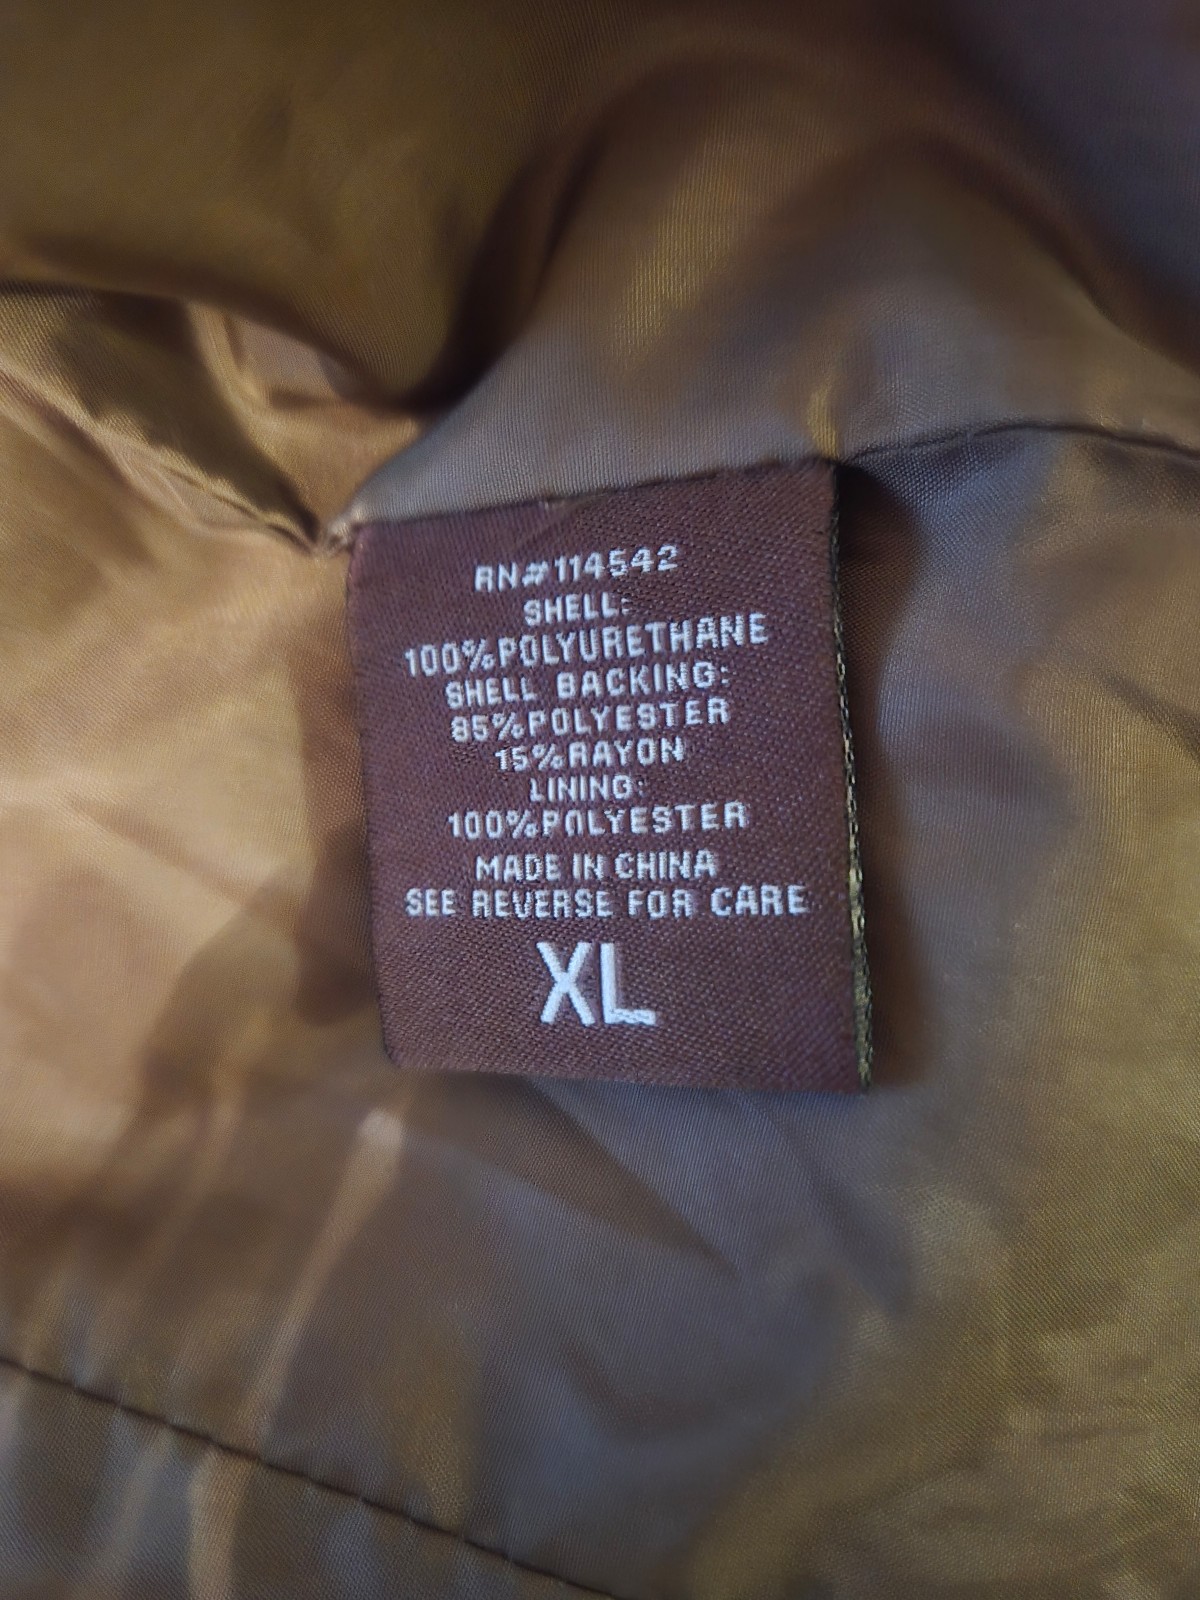 RN#114542
SHELL:
100%POLYURETHANE
SHELL BACKING:
85%POLYESTER
15%RAYON
LINING:
100%POLYESTER
MADE IN CHINA
SEE REVERSE FOR CARE
XL